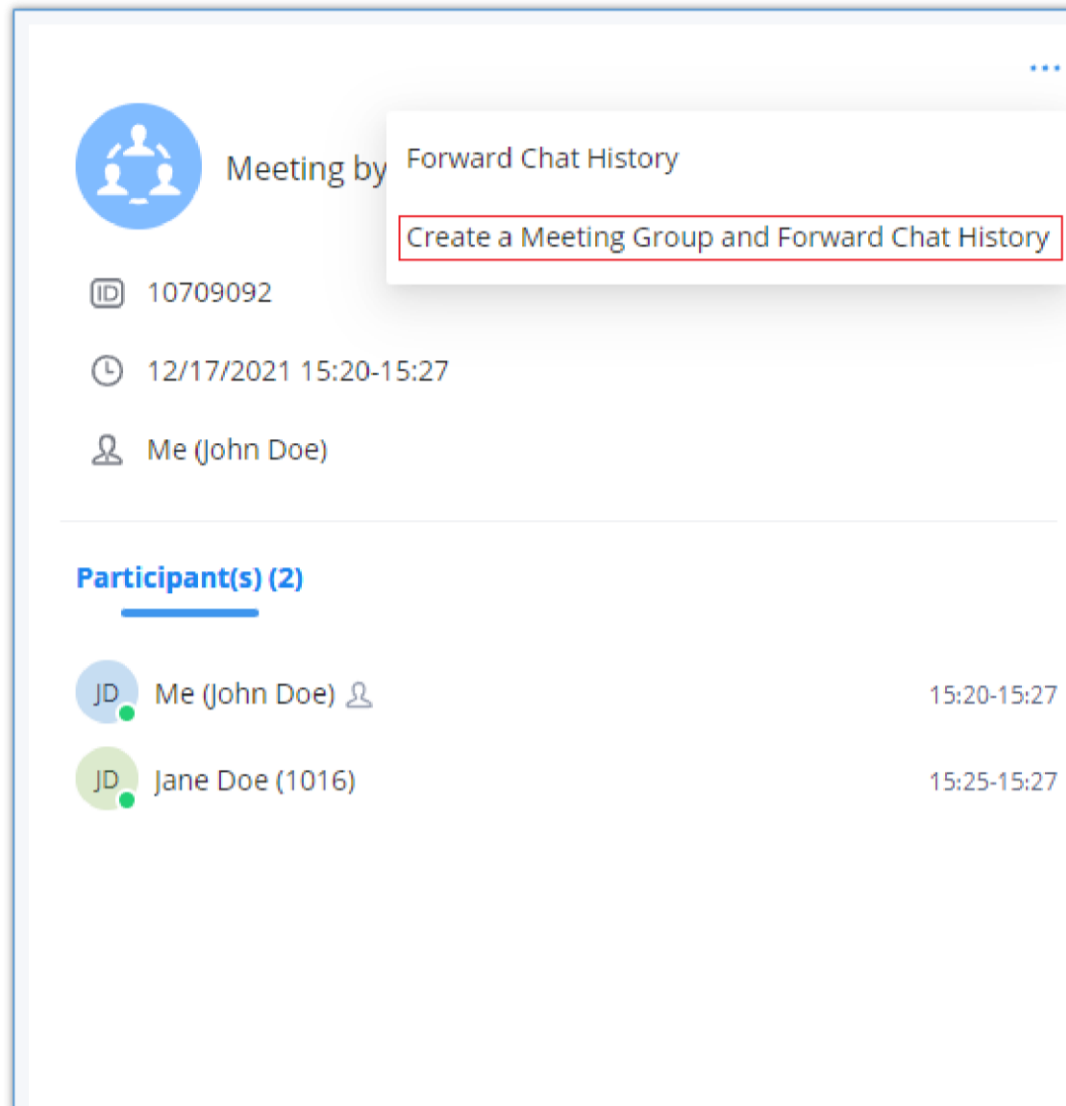 ...
Meeting by
Forward Chat History
Create a Meeting Group and Forward Chat History
ID 10709092
12/17/2021 15:20-15:27
Me (John Doe)
Participant(s) (2)
JD Me (John Doe) 15:20-15:27
JD Jane Doe (1016) 15:25-15:27